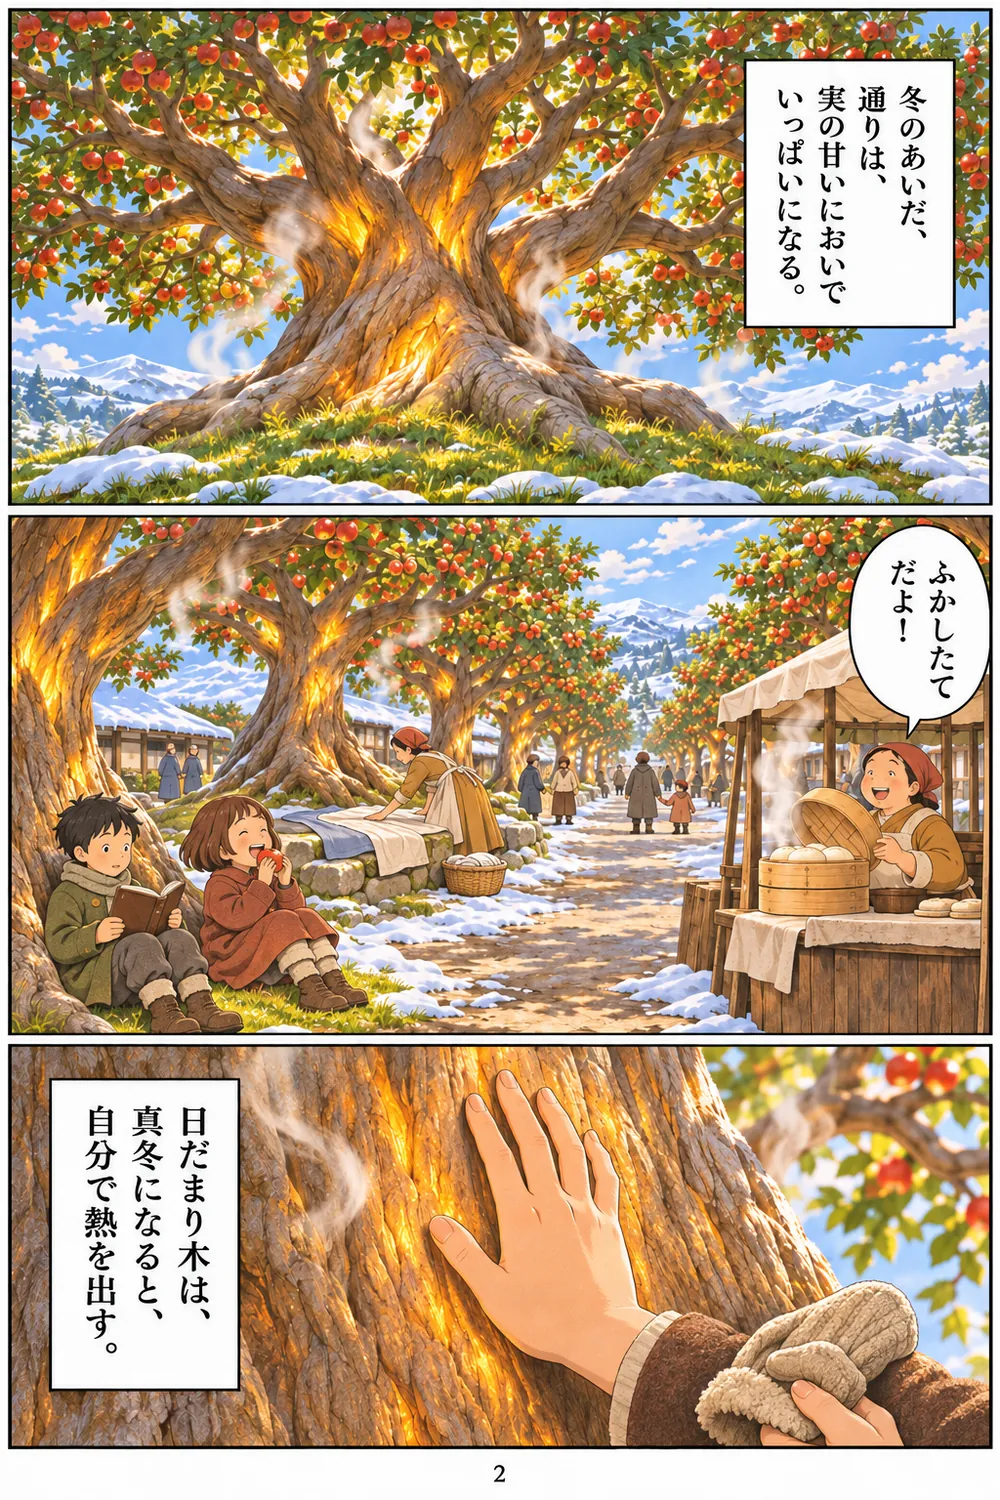 冬のあいだ、
通りは、
実の甘いにおいで
いっぱいになる。
ふかしたて
だよ！
日だまり木は、
真冬になると、
自分で熱を出す。
2